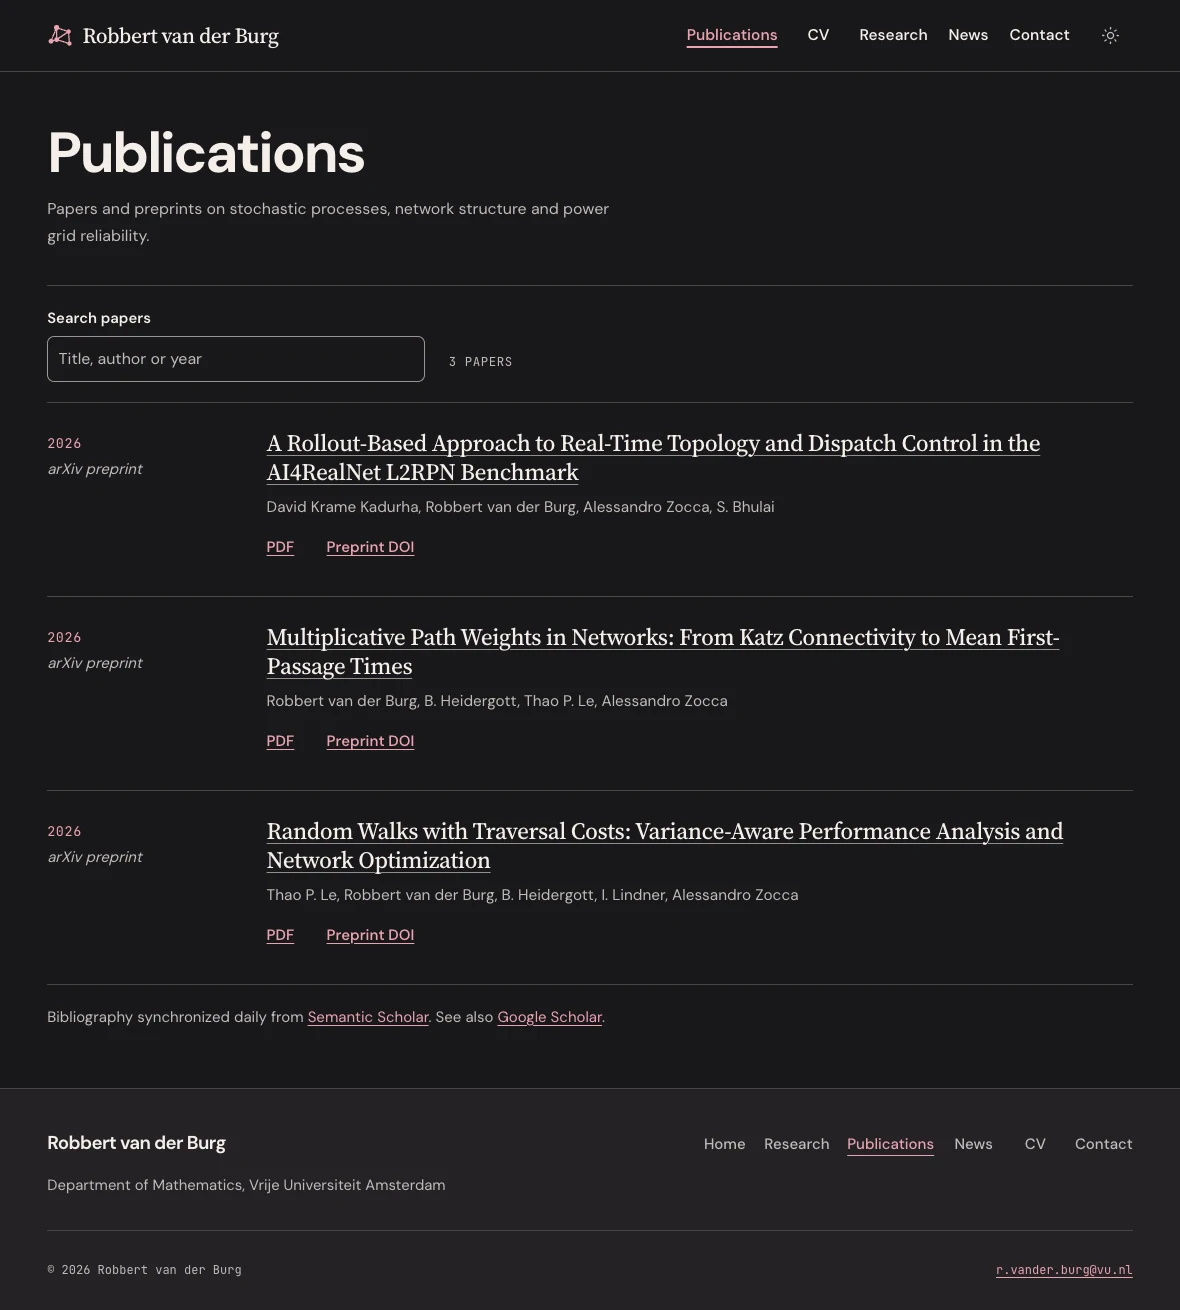 Robbert van der Burg
Publications CV Research News Contact
Publications
Papers and preprints on stochastic processes, network structure and power
grid reliability.
Search papers
Title, author or year
3 PAPERS
2026
arXiv preprint
A Rollout-Based Approach to Real-Time Topology and Dispatch Control in the
AI4RealNet L2RPN Benchmark
David Krame Kadurha, Robbert van der Burg, Alessandro Zocca, S. Bhulai
PDF Preprint DOI
2026
arXiv preprint
Multiplicative Path Weights in Networks: From Katz Connectivity to Mean First-
Passage Times
Robbert van der Burg, B. Heidergott, Thao P. Le, Alessandro Zocca
PDF Preprint DOI
2026
arXiv preprint
Random Walks with Traversal Costs: Variance-Aware Performance Analysis and
Network Optimization
Thao P. Le, Robbert van der Burg, B. Heidergott, I. Lindner, Alessandro Zocca
PDF Preprint DOI
Bibliography synchronized daily from Semantic Scholar. See also Google Scholar.
Robbert van der Burg
Home Research Publications News CV Contact
Department of Mathematics, Vrije Universiteit Amsterdam
© 2026 Robbert van der Burg
r.vander.burg@vu.nl